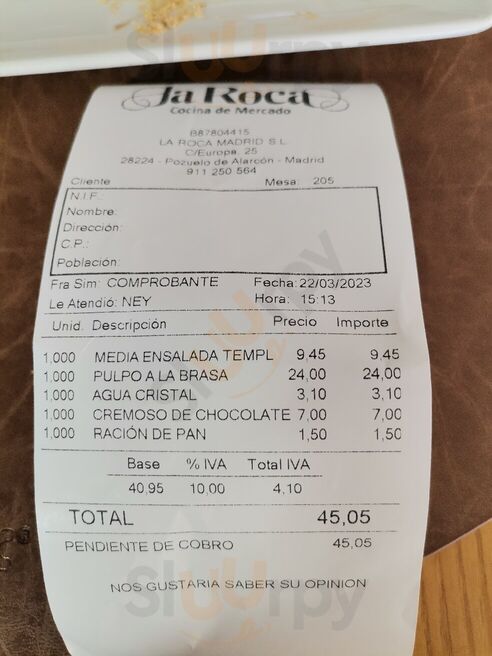 la Roca
Cocina de Mercado
B87804415
LA ROCA MADRID S.L.
C/Europa, 25
28224 - Pozuelo de Alarcón - Madrid
911 250 564
Cliente Mesa: 205
N.I.F.:
Nombre:
Dirección:
C.P.:
Población:
Fra Sim: COMPROBANTE Fecha: 22/03/2023
Le Atendió: NEY Hora: 15:13
Unid. Descripción Precio Importe
1,000 MEDIA ENSALADA TEMPL 9,45 9,45
1,000 PULPO A LA BRASA 24,00 24,00
1,000 AGUA CRISTAL 3,10 3,10
1,000 CREMOSO DE CHOCOLATE 7,00 7,00
1,000 RACIÓN DE PAN 1,50 1,50
Base % IVA Total IVA
40,95 10,00 4,10
TOTAL 45,05
PENDIENTE DE COBRO 45,05
NOS GUSTARIA SABER SU OPINION
Sluurpy
Sluurpy
Sluurpy